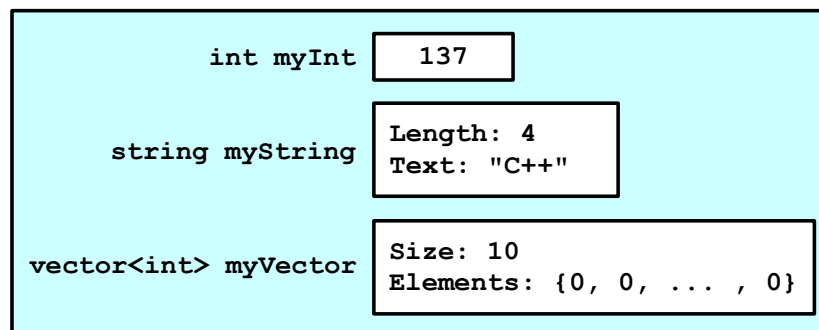 int myInt 137
string myString
Length: 4
Text: "C++"
vector<int> myVector
Size: 10
Elements: {0, 0, ... , 0}